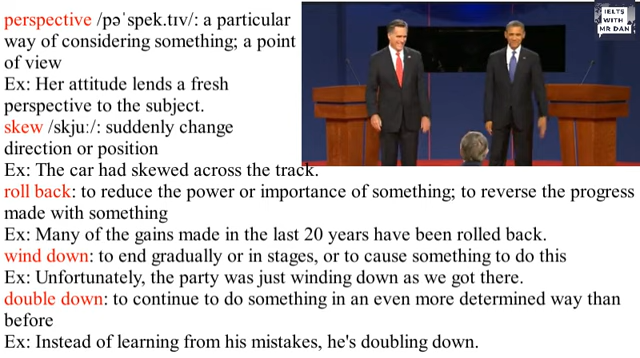 perspective /pəˈspek.tɪv/: a particular
way of considering something; a point
of view
Ex: Her attitude lends a fresh
perspective to the subject.
skew /skjuː/: suddenly change
direction or position
Ex: The car had skewed across the track.
roll back: to reduce the power or importance of something; to reverse the progress
made with something
Ex: Many of the gains made in the last 20 years have been rolled back.
wind down: to end gradually or in stages, or to cause something to do this
Ex: Unfortunately, the party was just winding down as we got there.
double down: to continue to do something in an even more determined way than
before
Ex: Instead of learning from his mistakes, he's doubling down.
IELTS
WITH
MR DAN